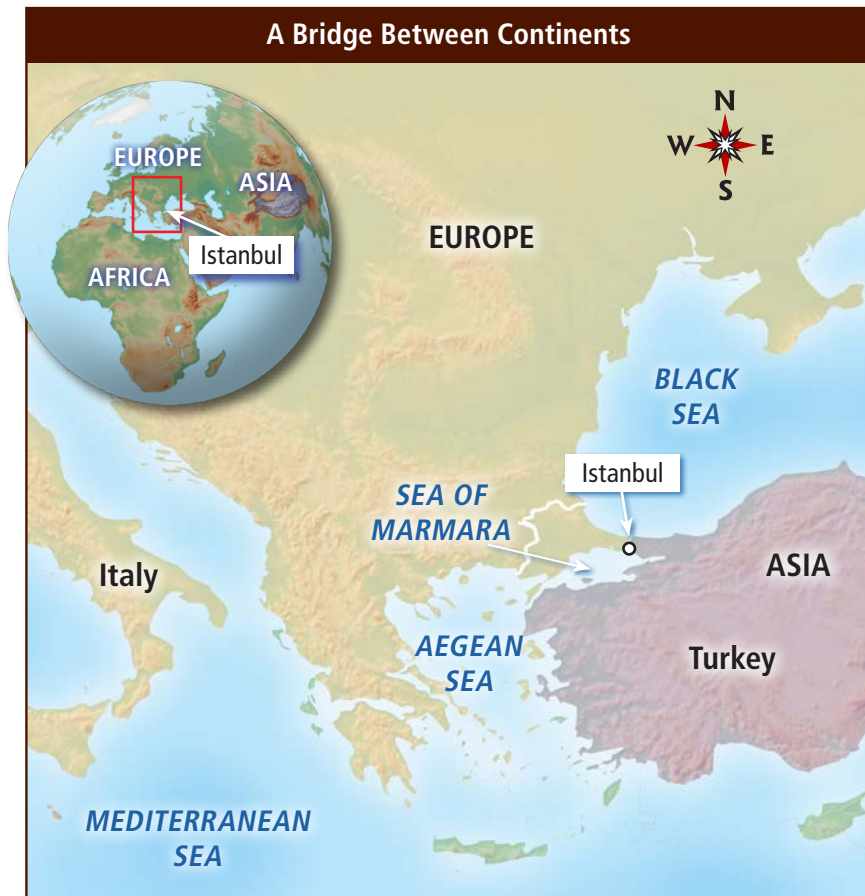 A Bridge Between Continents
EUROPE
ASIA
Istanbul
AFRICA
N
W
E
S
EUROPE
BLACK
SEA
Istanbul
SEA OF
MARMARA
Italy
ASIA
AEGEAN
SEA
Turkey
MEDITERRANEAN
SEA